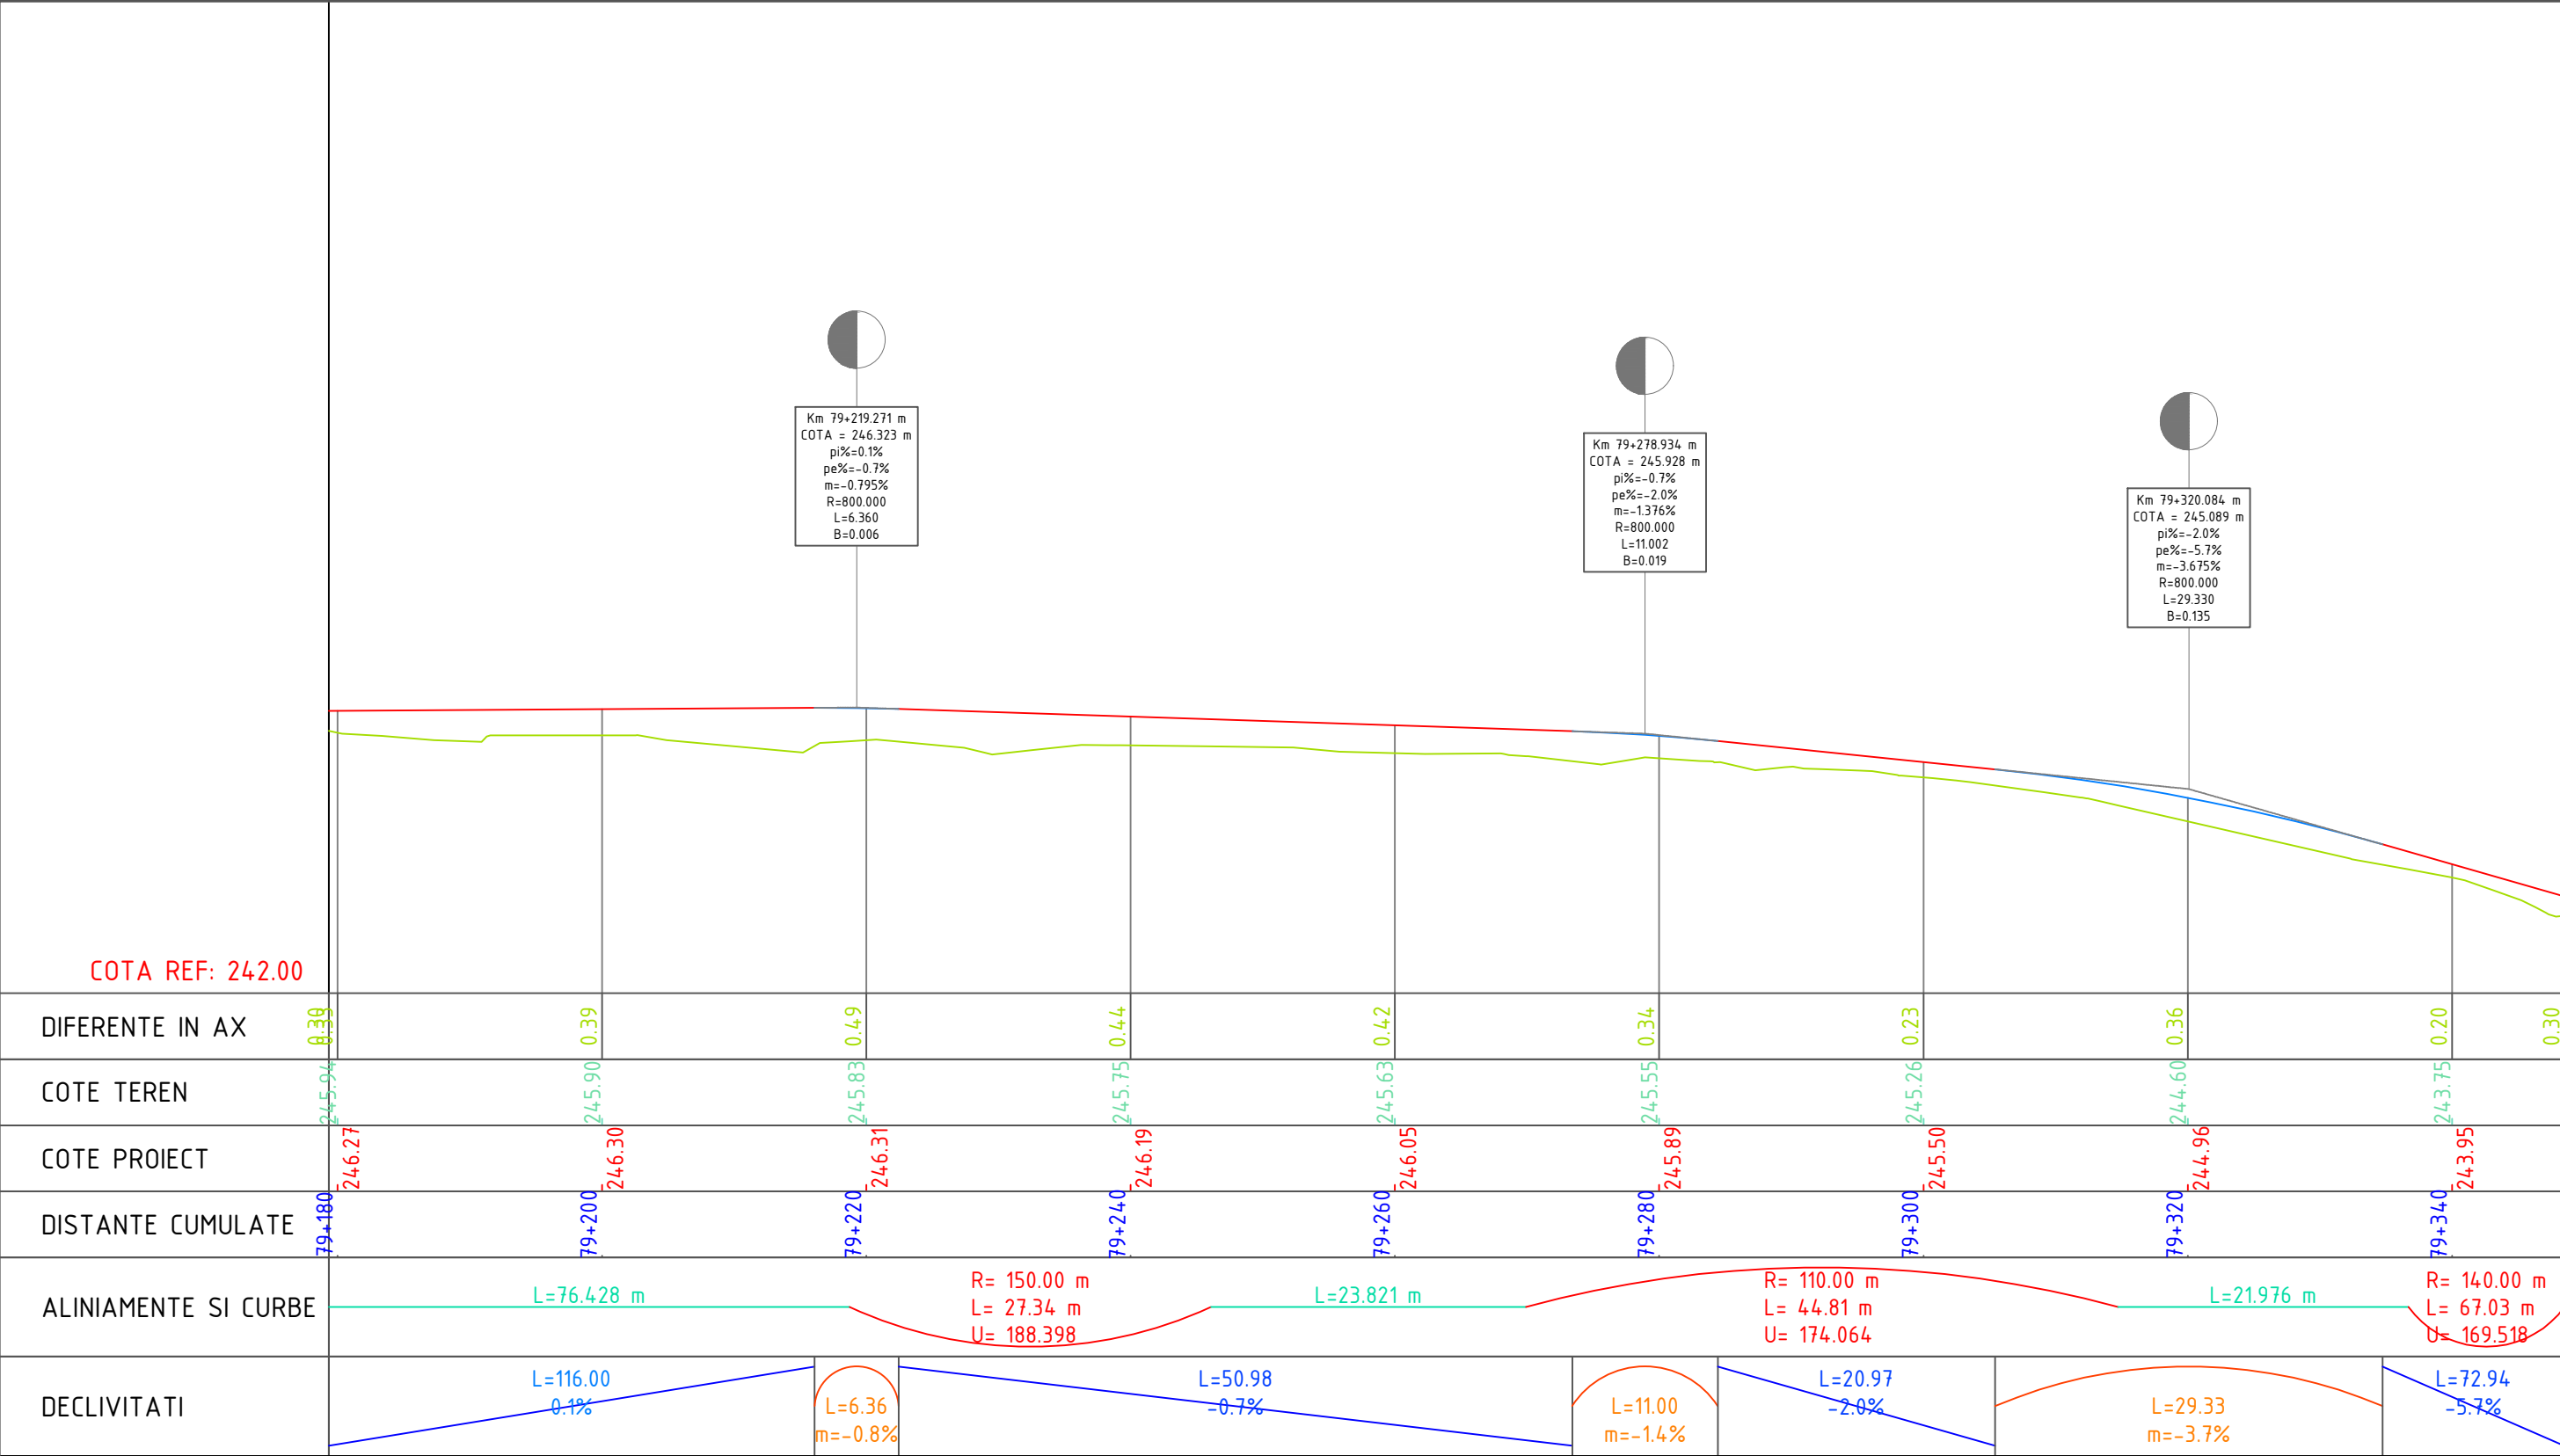 Km 79+219.271 m
COTA = 246.323 m
pi%=0.1%
pe%=-0.7%
m=-0.795%
R=800.000
L=6.360
B=0.006
Km 79+278.934 m
COTA = 245.928 m
pi%=-0.7%
pe%=-2.0%
m=-1.376%
R=800.000
L=11.002
B=0.019
Km 79+320.084 m
COTA = 245.089 m
pi%=-2.0%
pe%=-5.7%
m=-3.675%
R=800.000
L=29.330
B=0.135
COTA REF: 242.00
DIFERENTE IN AX
0.30 0.39 0.49 0.44 0.42 0.34 0.23 0.36 0.20 0.30
COTE TEREN
245.94 245.90 245.83 245.75 245.63 245.55 245.26 244.60 243.75
COTE PROIECT
246.27 246.30 246.31 246.19 246.05 245.89 245.50 244.96 243.95
DISTANTE CUMULATE
79+180 79+200 79+220 79+240 79+260 79+280 79+300 79+320 79+340
ALINIAMENTE SI CURBE
L=76.428 m
R= 150.00 m
L= 27.34 m
U= 188.398
L=23.821 m
R= 110.00 m
L= 44.81 m
U= 174.064
L=21.976 m
R= 140.00 m
L= 67.03 m
U= 169.518
DECLIVITATI
L=116.00
0.1%
L=6.36
m=-0.8%
L=50.98
-0.7%
L=11.00
m=-1.4%
L=20.97
-2.0%
L=29.33
m=-3.7%
L=72.94
-5.7%